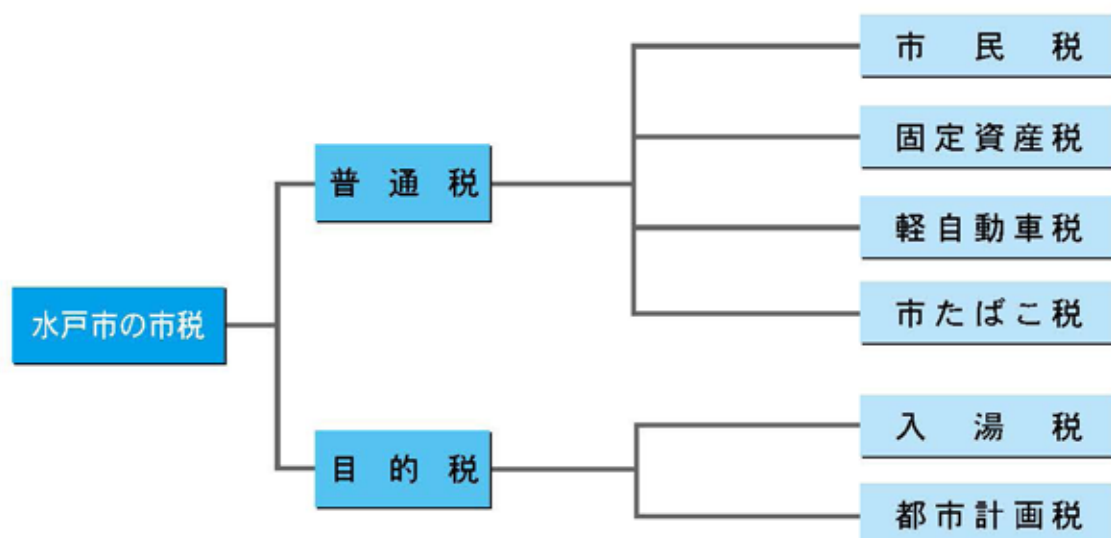 水戸市の市税
普通税
市民税
固定資産税
軽自動車税
市たばこ税
目的税
入湯税
都市計画税